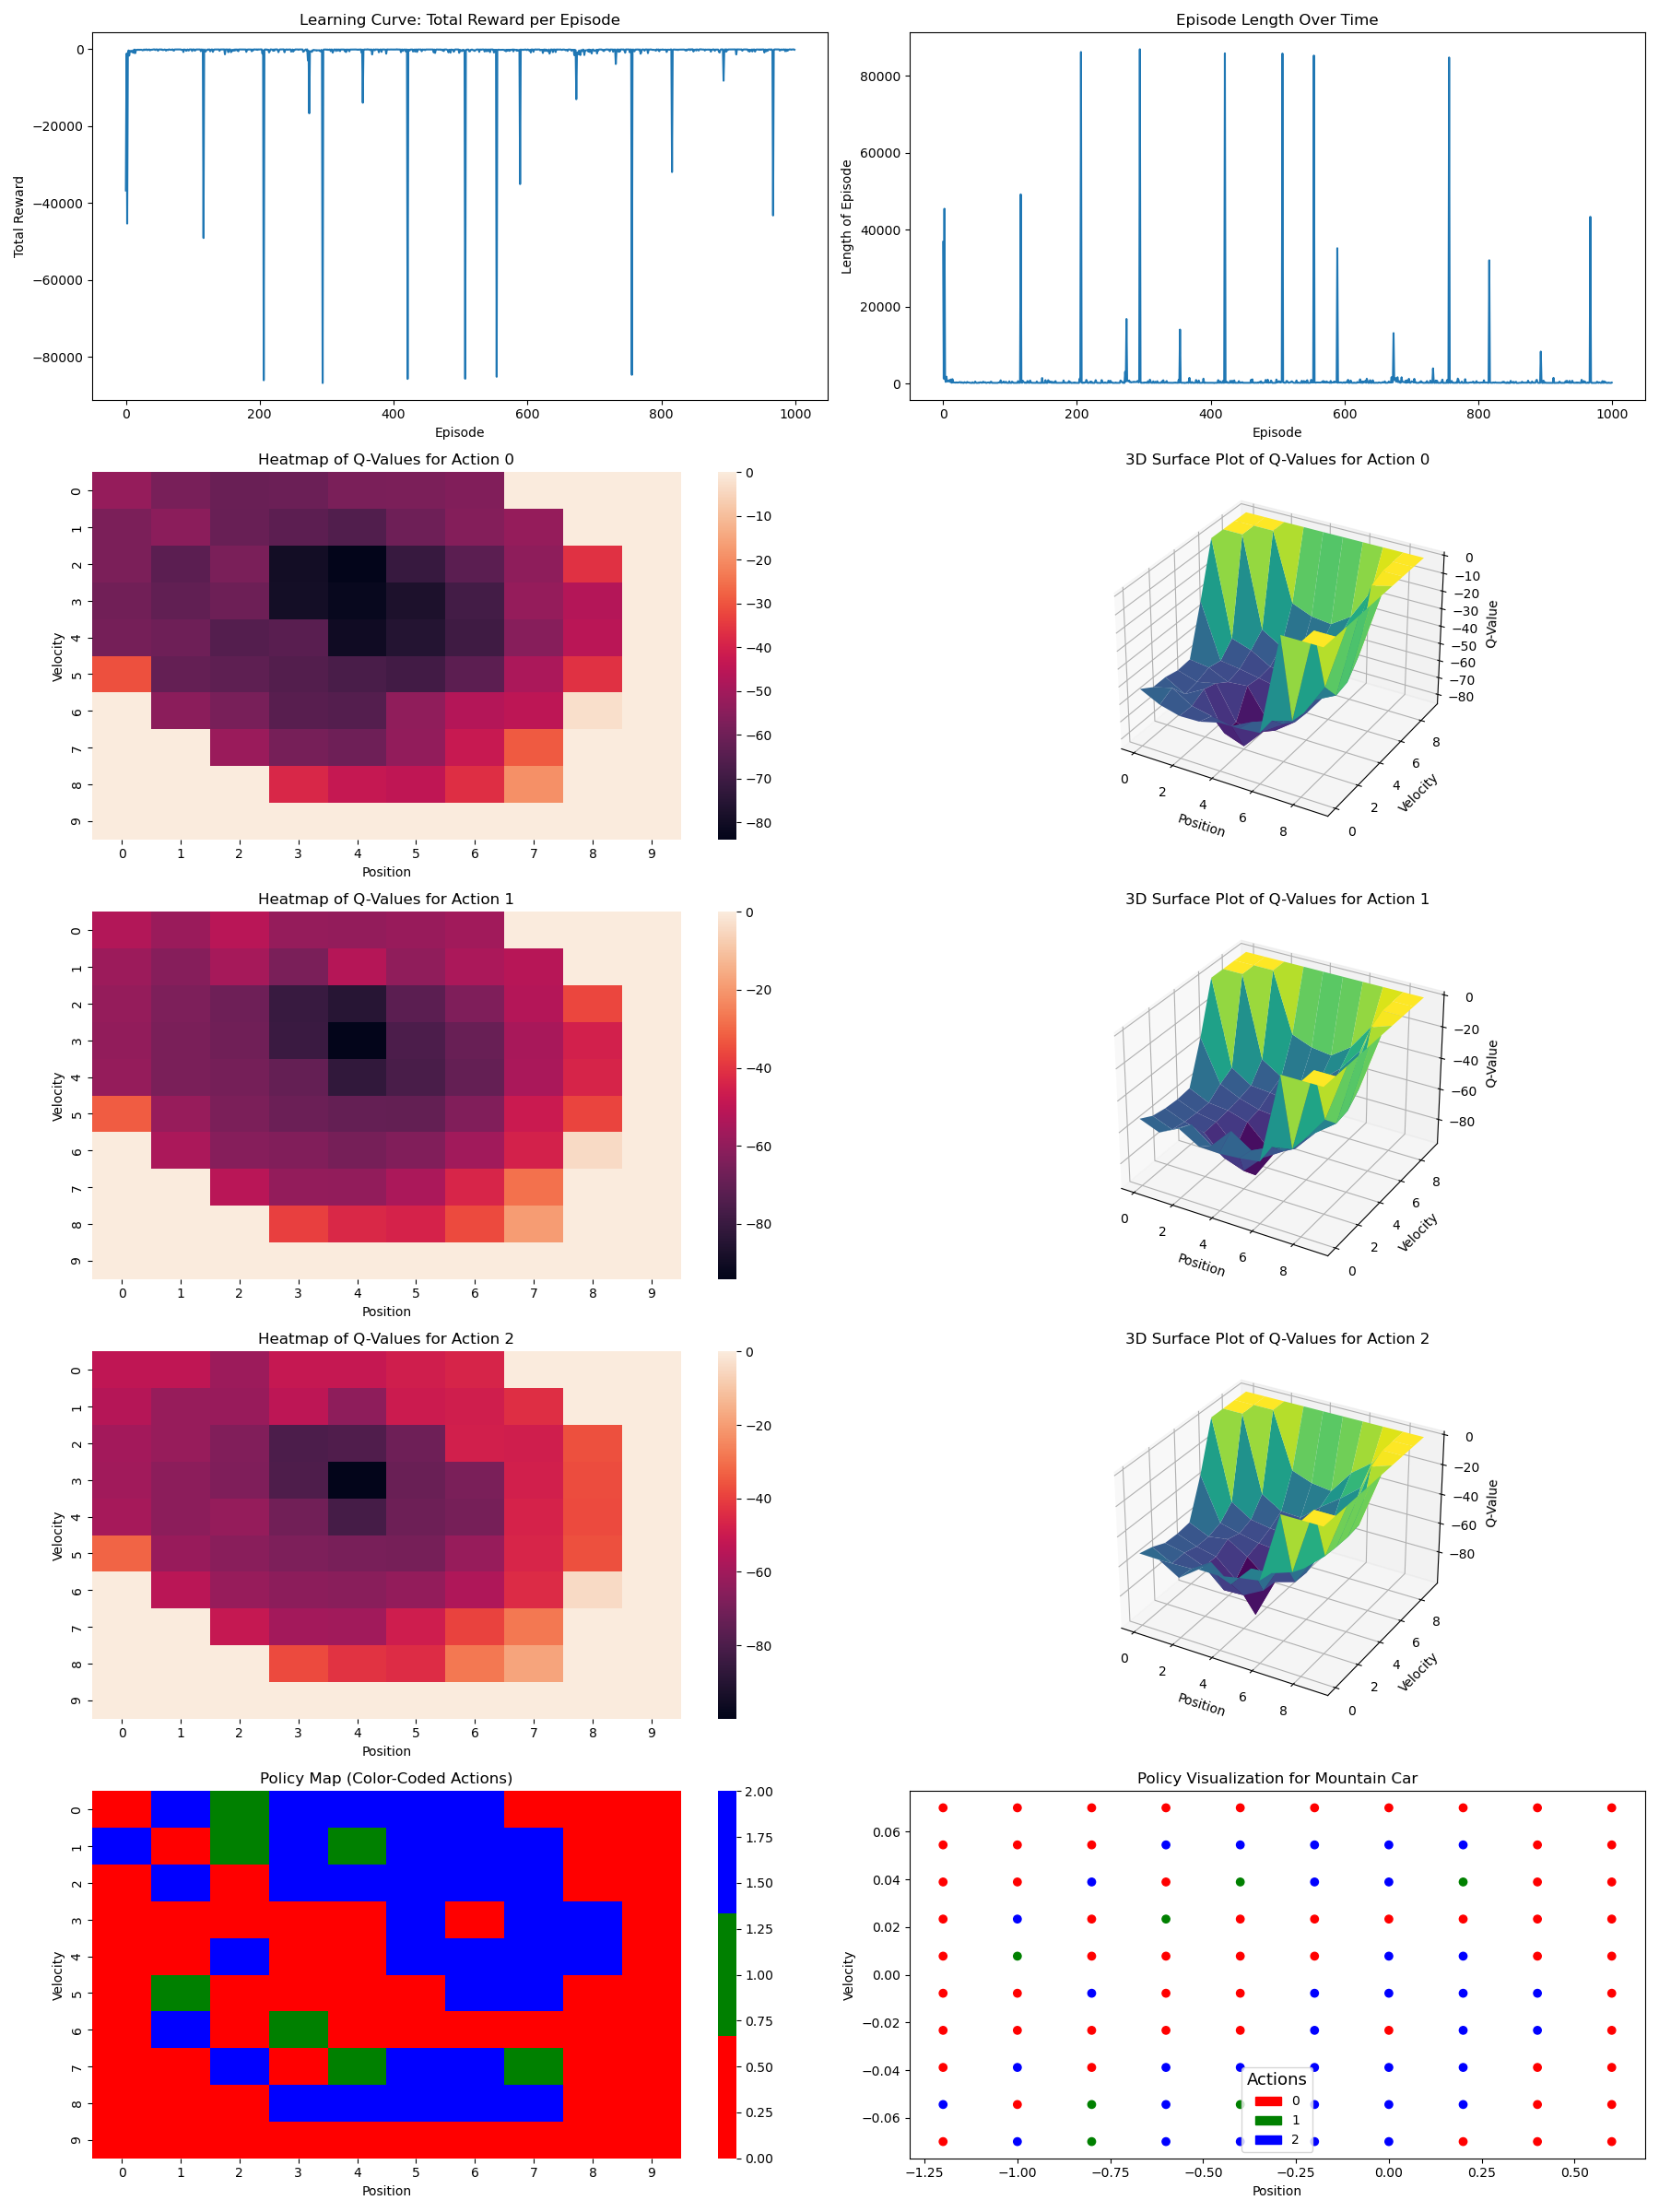 Learning Curve: Total Reward per Episode
Total Reward
0
−20000
−40000
−60000
−80000
0 200 400 600 800 1000
Episode
Episode Length Over Time
Length of Episode
80000
60000
40000
20000
0
0 200 400 600 800 1000
Episode
Heatmap of Q-Values for Action 0
Velocity
0
1
2
3
4
5
6
7
8
9
0 1 2 3 4 5 6 7 8 9
Position
0
−10
−20
−30
−40
−50
−60
−70
−80
3D Surface Plot of Q-Values for Action 0
0
−10
−20
−30
−40
−50
−60
−70
−80
Q-Value
0 2 4 6 8
Position
0 2 4 6 8
Velocity
Heatmap of Q-Values for Action 1
Velocity
0
1
2
3
4
5
6
7
8
9
0 1 2 3 4 5 6 7 8 9
Position
0
−20
−40
−60
−80
3D Surface Plot of Q-Values for Action 1
0
−20
−40
−60
−80
Q-Value
0 2 4 6 8
Position
0 2 4 6 8
Velocity
Heatmap of Q-Values for Action 2
Velocity
0
1
2
3
4
5
6
7
8
9
0 1 2 3 4 5 6 7 8 9
Position
0
−20
−40
−60
−80
3D Surface Plot of Q-Values for Action 2
0
−20
−40
−60
−80
Q-Value
0 2 4 6 8
Position
0 2 4 6 8
Velocity
Policy Map (Color-Coded Actions)
Velocity
0
1
2
3
4
5
6
7
8
9
0 1 2 3 4 5 6 7 8 9
Position
2.00
1.75
1.50
1.25
1.00
0.75
0.50
0.25
0.00
Policy Visualization for Mountain Car
Velocity
0.06
0.04
0.02
0.00
−0.02
−0.04
−0.06
Actions
0
1
2
−1.25 −1.00 −0.75 −0.50 −0.25 0.00 0.25 0.50
Position